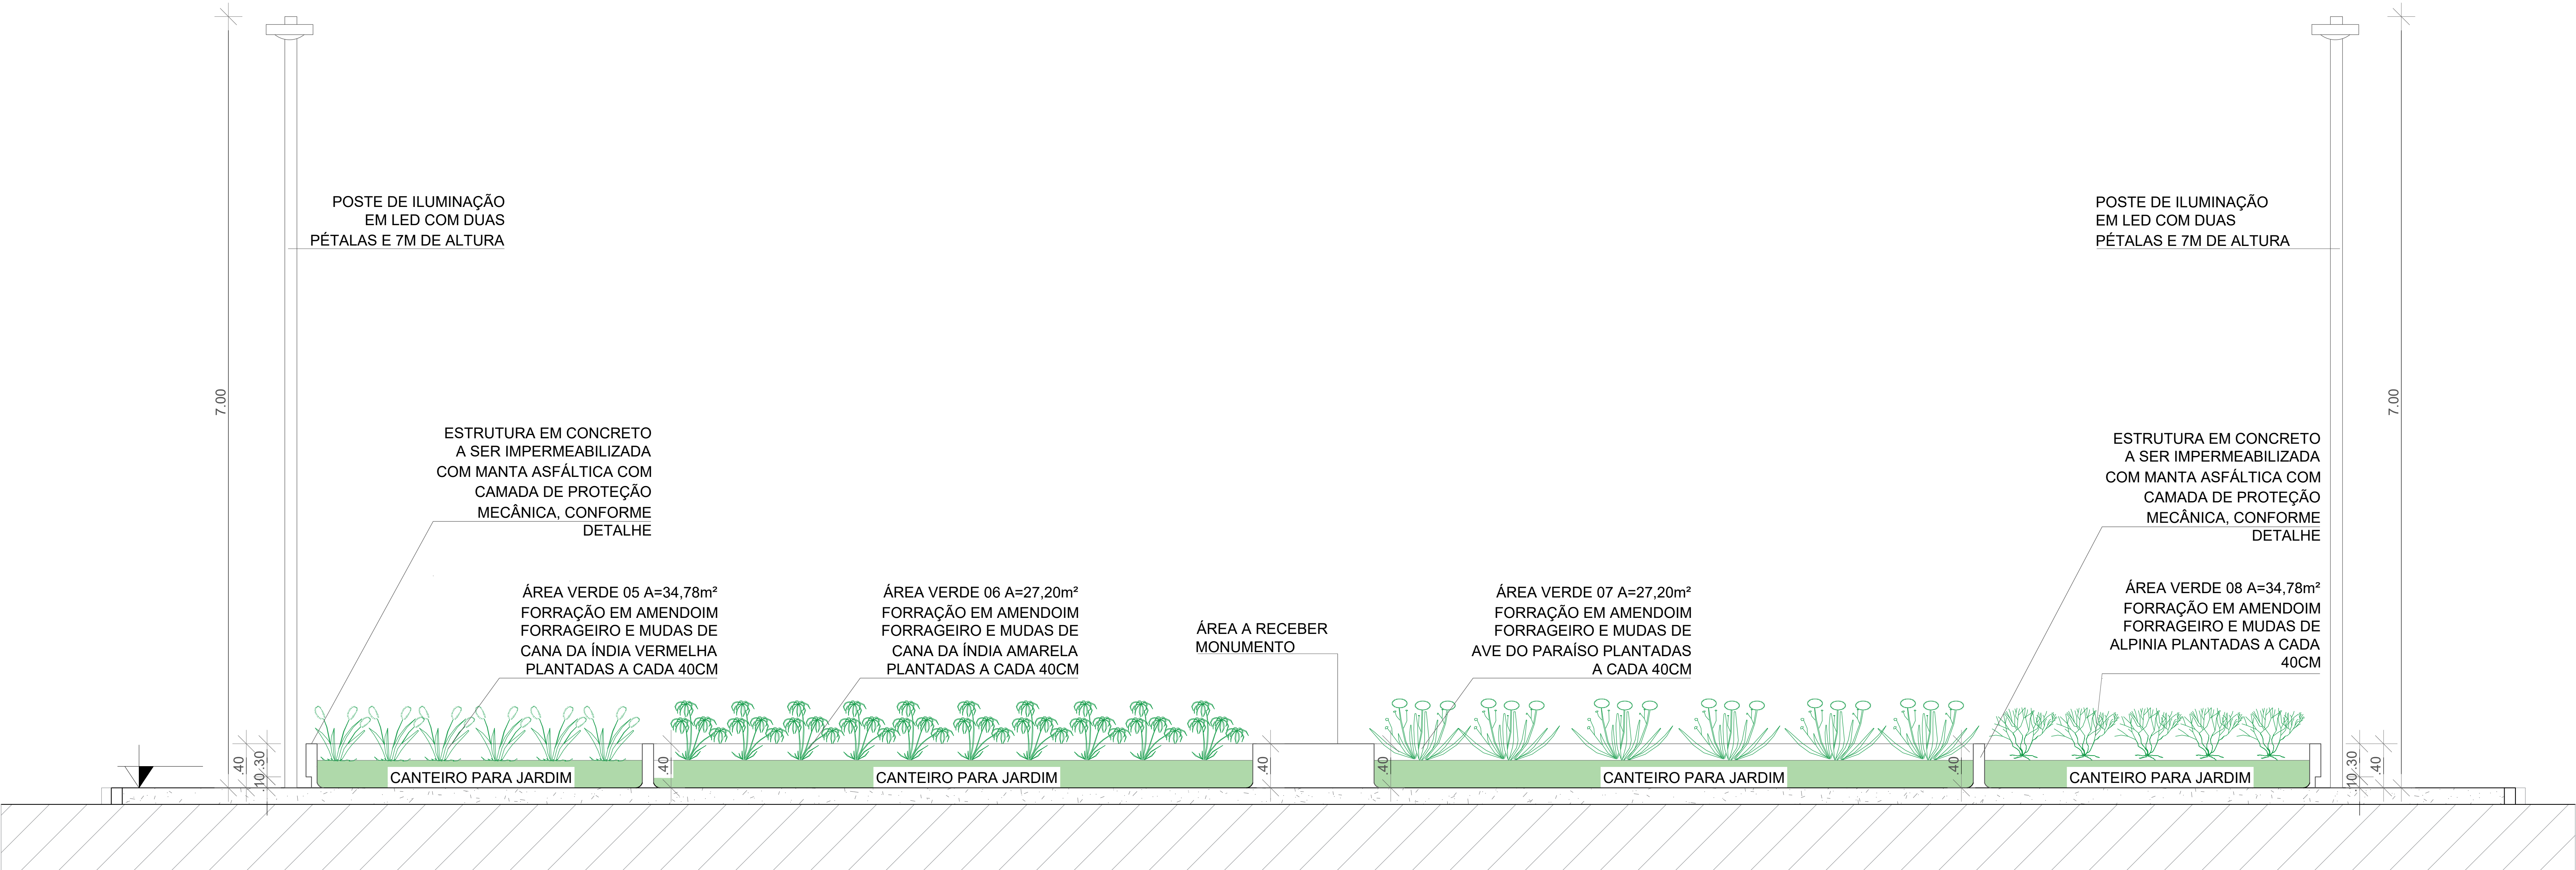 POSTE DE ILUMINAÇÃO
EM LED COM DUAS
PÉTALAS E 7M DE ALTURA
POSTE DE ILUMINAÇÃO
EM LED COM DUAS
PÉTALAS E 7M DE ALTURA
7.00
7.00
ESTRUTURA EM CONCRETO
A SER IMPERMEABILIZADA
COM MANTA ASFÁLTICA COM
CAMADA DE PROTEÇÃO
MECÂNICA, CONFORME
DETALHE
ESTRUTURA EM CONCRETO
A SER IMPERMEABILIZADA
COM MANTA ASFÁLTICA COM
CAMADA DE PROTEÇÃO
MECÂNICA, CONFORME
DETALHE
ÁREA VERDE 05 A=34,78m²
FORRAÇÃO EM AMENDOIM
FORRAGEIRO E MUDAS DE
CANA DA ÍNDIA VERMELHA
PLANTADAS A CADA 40CM
ÁREA VERDE 06 A=27,20m²
FORRAÇÃO EM AMENDOIM
FORRAGEIRO E MUDAS DE
CANA DA ÍNDIA AMARELA
PLANTADAS A CADA 40CM
ÁREA A RECEBER
MONUMENTO
ÁREA VERDE 07 A=27,20m²
FORRAÇÃO EM AMENDOIM
FORRAGEIRO E MUDAS DE
AVE DO PARAÍSO PLANTADAS
A CADA 40CM
ÁREA VERDE 08 A=34,78m²
FORRAÇÃO EM AMENDOIM
FORRAGEIRO E MUDAS DE
ALPINIA PLANTADAS A CADA
40CM
.40
.10
.30
CANTEIRO PARA JARDIM
.40
CANTEIRO PARA JARDIM
.40
.40
CANTEIRO PARA JARDIM
.40
CANTEIRO PARA JARDIM
.10
.30
.40